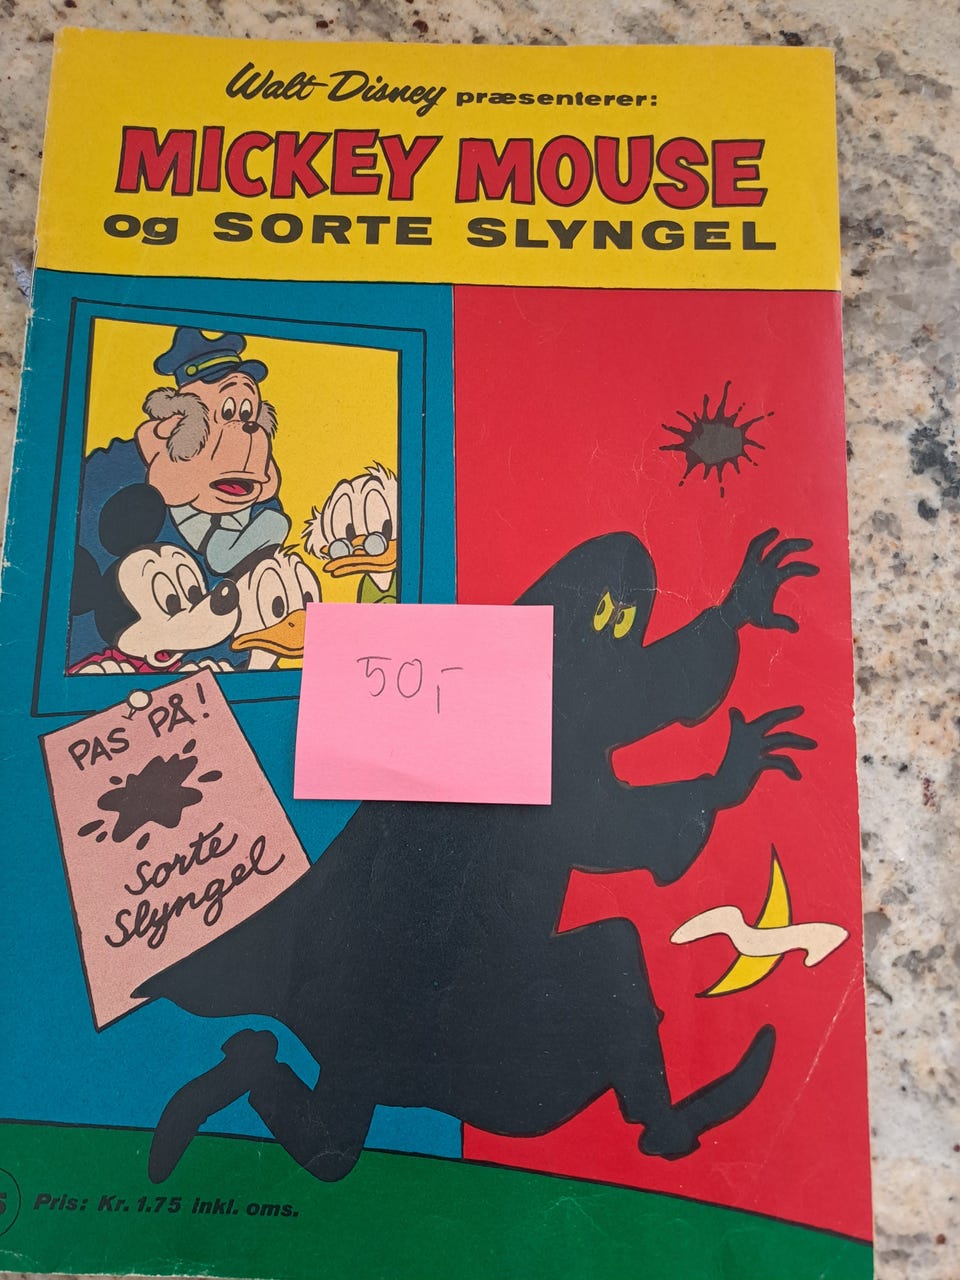 Walt Disney præsenterer:
MICKEY MOUSE
og SORTE SLYNGEL
50,-
PAS PÅ!
Sorte
Slyngel
Pris: Kr. 1.75 inkl. oms.